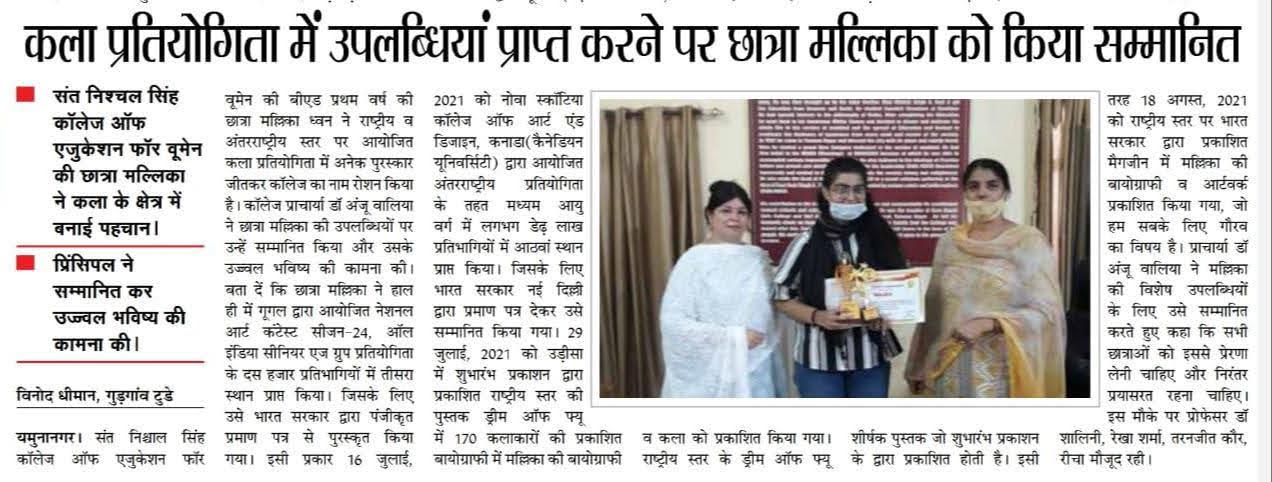 कला प्रतियोगिता में उपलब्धियां प्राप्त करने पर छात्रा मल्लिका को किया सम्मानित
संत निश्चल सिंह
कॉलेज ऑफ
एजुकेशन फॉर वूमेन
की छात्रा मल्लिका
ने कला के क्षेत्र में
बनाई पहचान।
प्रिंसिपल ने
सम्मानित कर
उज्ज्वल भविष्य की
कामना की।
विनोद धीमान, गुड़गांव टुडे
यमुनानगर। संत निश्चाल सिंह
कॉलेज ऑफ एजुकेशन फॉर
वूमेन की बीएड प्रथम वर्ष की
छात्रा मल्लिका ध्वन ने राष्ट्रीय व
अंतरराष्ट्रीय स्तर पर आयोजित
कला प्रतियोगिता में अनेक पुरस्कार
जीतकर कॉलेज का नाम रोशन किया
है। कॉलेज प्राचार्या डॉ अंजू वालिया
ने छात्रा मल्लिका की उपलब्धियों पर
उन्हें सम्मानित किया और उसके
उज्ज्वल भविष्य की कामना की।
बता दें कि छात्रा मल्लिका ने हाल
ही में गूगल द्वारा आयोजित नेशनल
आर्ट कांटेस्ट सीजन-24, ऑल
इंडिया सीनियर एज ग्रुप प्रतियोगिता
के दस हजार प्रतिभागियों में तीसरा
स्थान प्राप्त किया। जिसके लिए
उसे भारत सरकार द्वारा पंजीकृत
प्रमाण पत्र से पुरस्कृत किया
गया। इसी प्रकार 16 जुलाई,
2021 को नोवा स्कॉटिया
कॉलेज ऑफ आर्ट एंड
डिजाइन, कनाडा(कैनेडियन
यूनिवर्सिटी) द्वारा आयोजित
अंतरराष्ट्रीय प्रतियोगिता
के तहत मध्यम आयु
वर्ग में लगभग डेढ़ लाख
प्रतिभागियों में आठवां स्थान
प्राप्त किया। जिसके लिए
भारत सरकार नई दिल्ली
द्वारा प्रमाण पत्र देकर उसे
सम्मानित किया गया। 29
जुलाई, 2021 को उड़ीसा
में शुभारंभ प्रकाशन द्वारा
प्रकाशित राष्ट्रीय स्तर की
पुस्तक ड्रीम ऑफ फ्यू
में 170 कलाकारों की प्रकाशित
बायोग्राफी में मल्लिका की बायोग्राफी
व कला को प्रकाशित किया गया।
राष्ट्रीय स्तर के ड्रीम ऑफ फ्यू
शीर्षक पुस्तक जो शुभारंभ प्रकाशन
के द्वारा प्रकाशित होती है। इसी
तरह 18 अगस्त, 2021
को राष्ट्रीय स्तर पर भारत
सरकार द्वारा प्रकाशित
मैगजीन में मल्लिका की
बायोग्राफी व आर्टवर्क
प्रकाशित किया गया, जो
हम सबके लिए गौरव
का विषय है। प्राचार्या डॉ
अंजू वालिया ने मल्लिका
की विशेष उपलब्धियों
के लिए उसे सम्मानित
करते हुए कहा कि सभी
छात्राओं को इससे प्रेरणा
लेनी चाहिए और निरंतर
प्रयासरत रहना चाहिए।
इस मौके पर प्रोफेसर डॉ
शालिनी, रेखा शर्मा, तरनजीत कौर,
रीचा मौजूद रही।